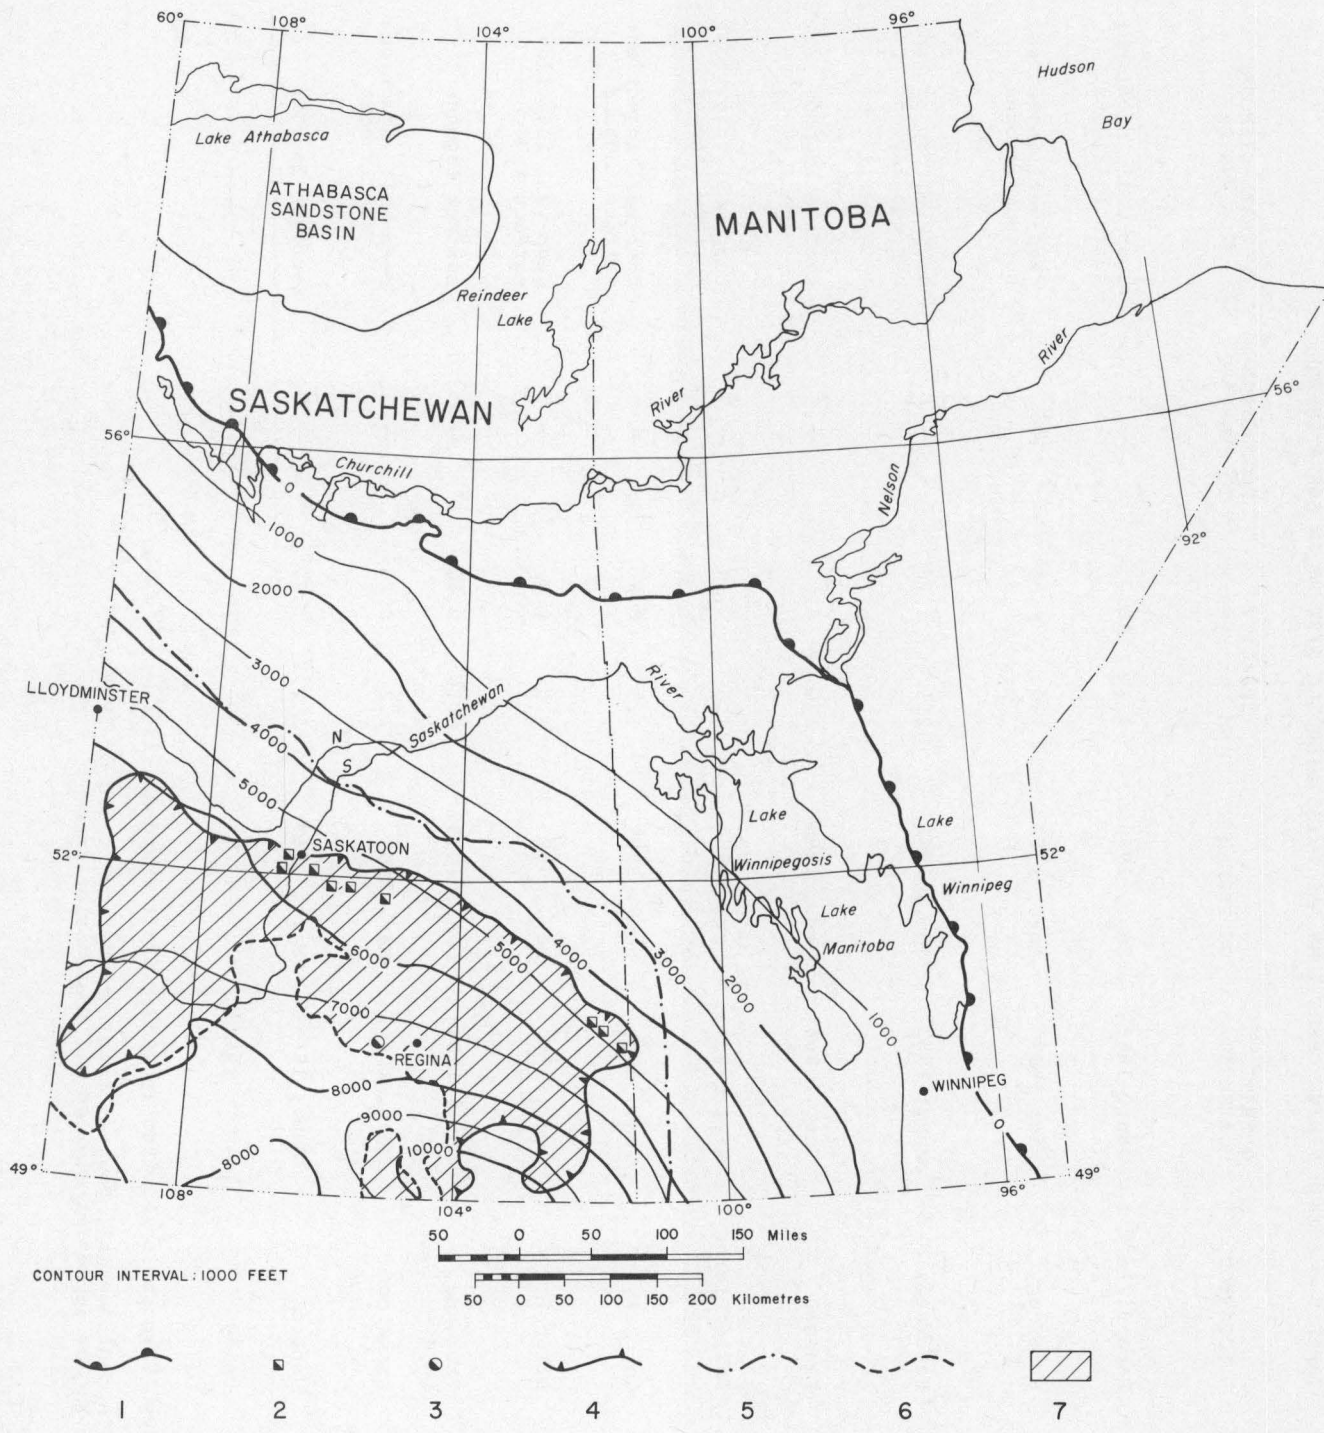 60°
108°
104°
100°
96°
Hudson
Bay
Lake Athabasca
ATHABASCA
SANDSTONE
BASIN
MANITOBA
Reindeer
Lake
River
River
56°
SASKATCHEWAN
56°
Churchill
Nelson
0
1000
92°
2000
3000
River
LLOYDMINSTER
Saskatchewan
4000
N
S
5000
Lake
Lake
SASKATOON
52°
52°
Winnipegosis
Winnipeg
Lake
Manitoba
6000
5000
4000
3000
2000
1000
7000
REGINA
8000
WINNIPEG
9000
0
8000
10000
49°
49°
108°
104°
100°
96°
50 0 50 100 150 Miles
CONTOUR INTERVAL: 1000 FEET
50 0 50 100 150 200 Kilometres
1 2 3 4 5 6 7